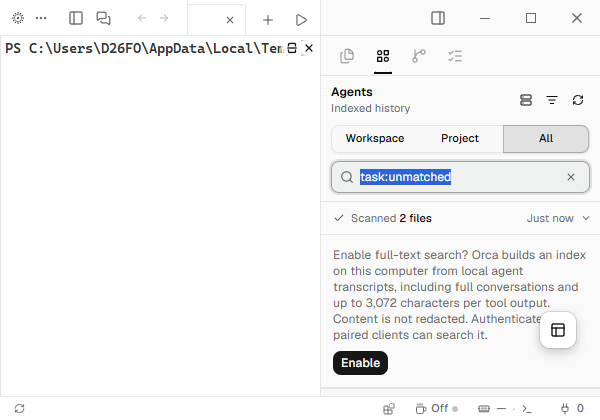 PS C:\Users\D26FO\AppData\Local\Tem
Agents
Indexed history
Workspace Project All
task:unmatched
Scanned 2 files Just now
Enable full-text search? Orca builds an index
on this computer from local agent
transcripts, including full conversations and
up to 3,072 characters per tool output.
Content is not redacted. Authenticate
paired clients can search it.
Enable
Off 0